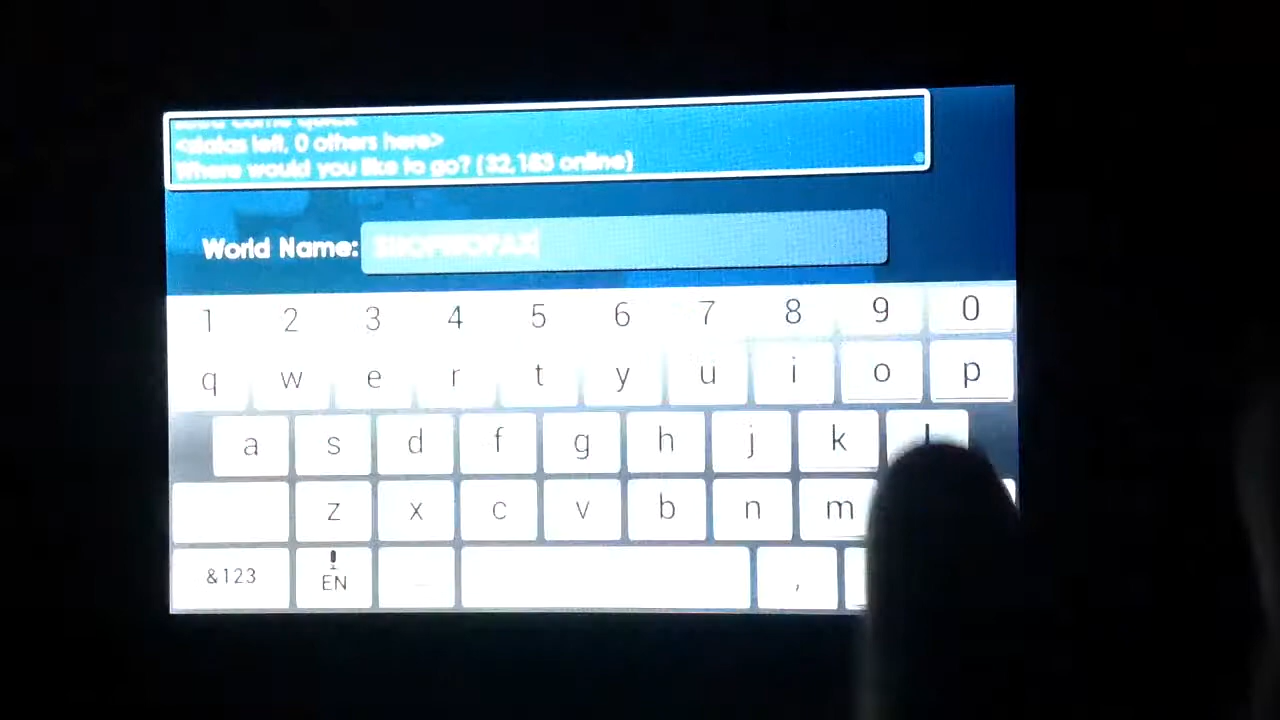 <status left, 0 others here>
Where would you like to go? (32,183 online)
World Name:
1 2 3 4 5 6 7 8 9 0
q w e r t y u i o p
a s d f g h j k l
z x c v b n m
&123 EN ,